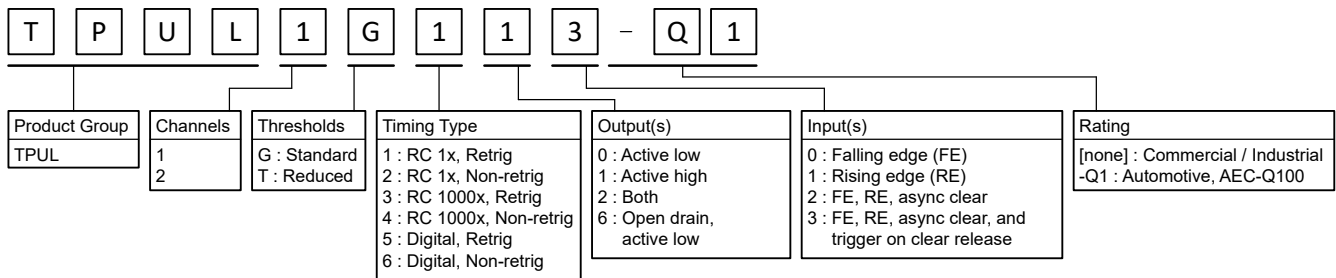 T P U L 1 G 1 1 3 - Q 1
Product Group
TPUL
Channels
1
2
Thresholds
G : Standard
T : Reduced
Timing Type
1 : RC 1x, Retrig
2 : RC 1x, Non-retrig
3 : RC 1000x, Retrig
4 : RC 1000x, Non-retrig
5 : Digital, Retrig
6 : Digital, Non-retrig
Output(s)
0 : Active low
1 : Active high
2 : Both
6 : Open drain,
active low
Input(s)
0 : Falling edge (FE)
1 : Rising edge (RE)
2 : FE, RE, async clear
3 : FE, RE, async clear, and
trigger on clear release
Rating
[none] : Commercial / Industrial
-Q1 : Automotive, AEC-Q100